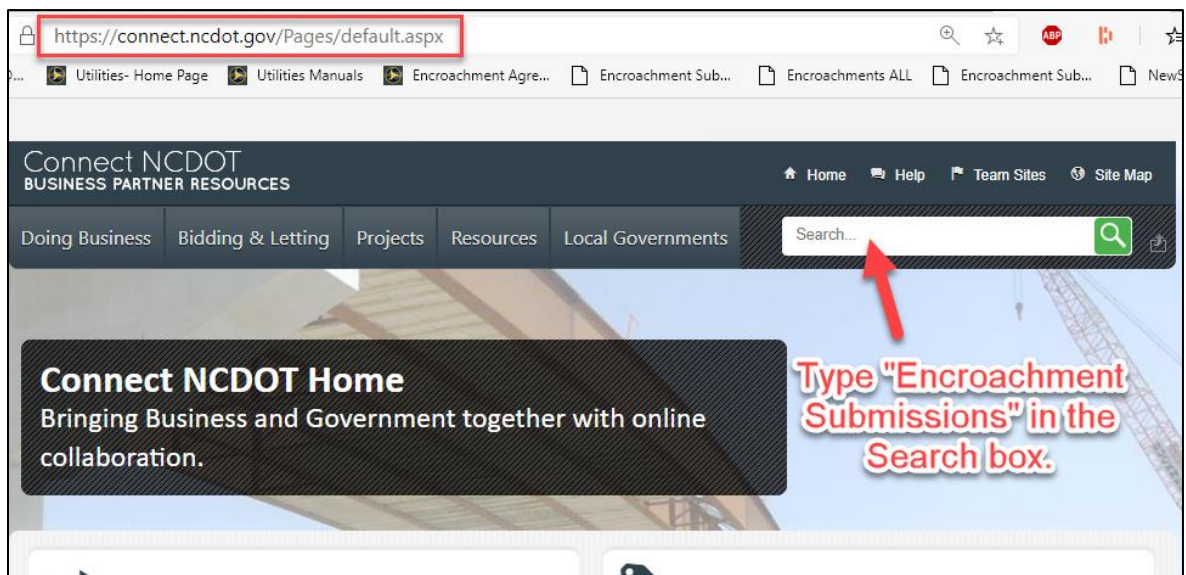 https://connect.ncdot.gov/Pages/default.aspx
ABP
... Utilities- Home Page Utilities Manuals Encroachment Agre... Encroachment Sub... Encroachments ALL Encroachment Sub... NewS
Connect NCDOT
BUSINESS PARTNER RESOURCES
Home Help Team Sites Site Map
Doing Business Bidding & Letting Projects Resources Local Governments Search...
Connect NCDOT Home
Bringing Business and Government together with online
collaboration.
Type "Encroachment
Submissions" in the
Search box.